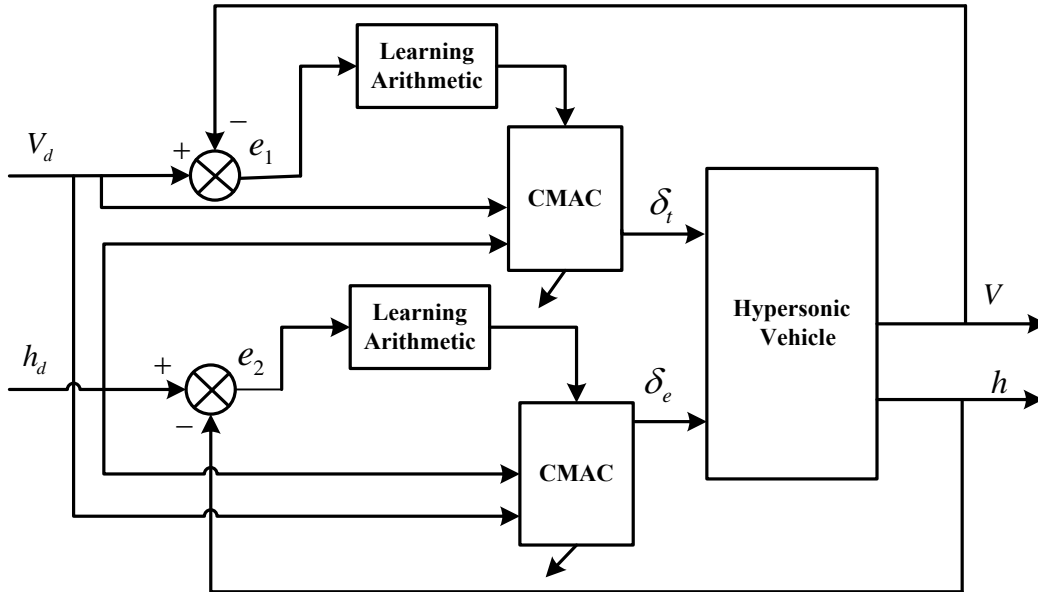 Learning
Arithmetic
−
V_d
+
e_1
CMAC
δ_t
Learning
Arithmetic
Hypersonic
Vehicle
V
h_d
+
e_2
−
δ_e
h
CMAC